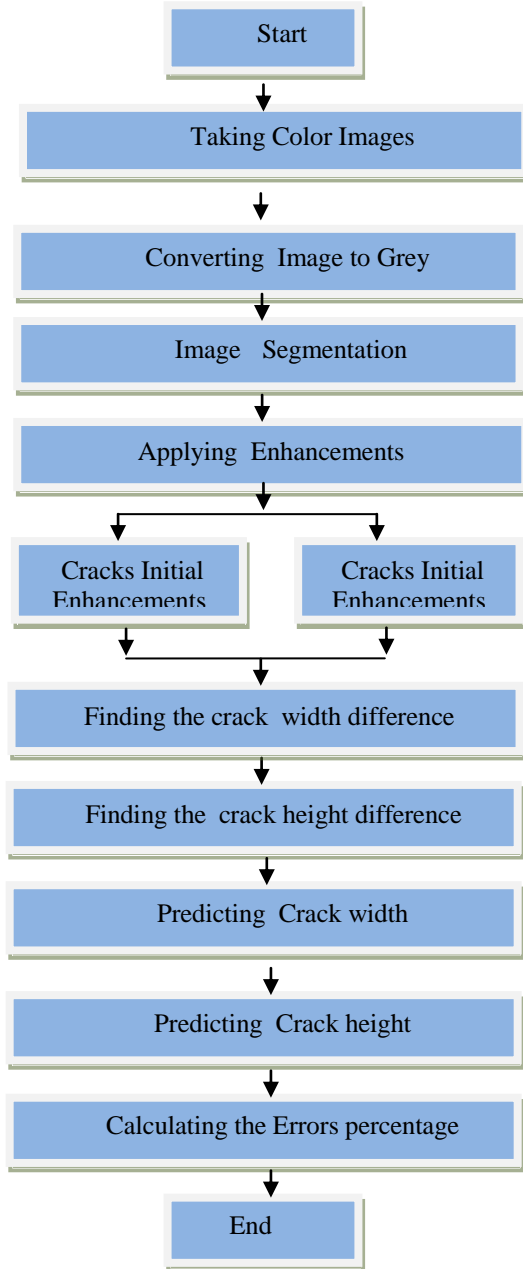 Start
Taking Color Images
Converting Image to Grey
Image Segmentation
Applying Enhancements
Cracks Initial
Enhancements
Cracks Initial
Enhancements
Finding the crack width difference
Finding the crack height difference
Predicting Crack width
Predicting Crack height
Calculating the Errors percentage
End